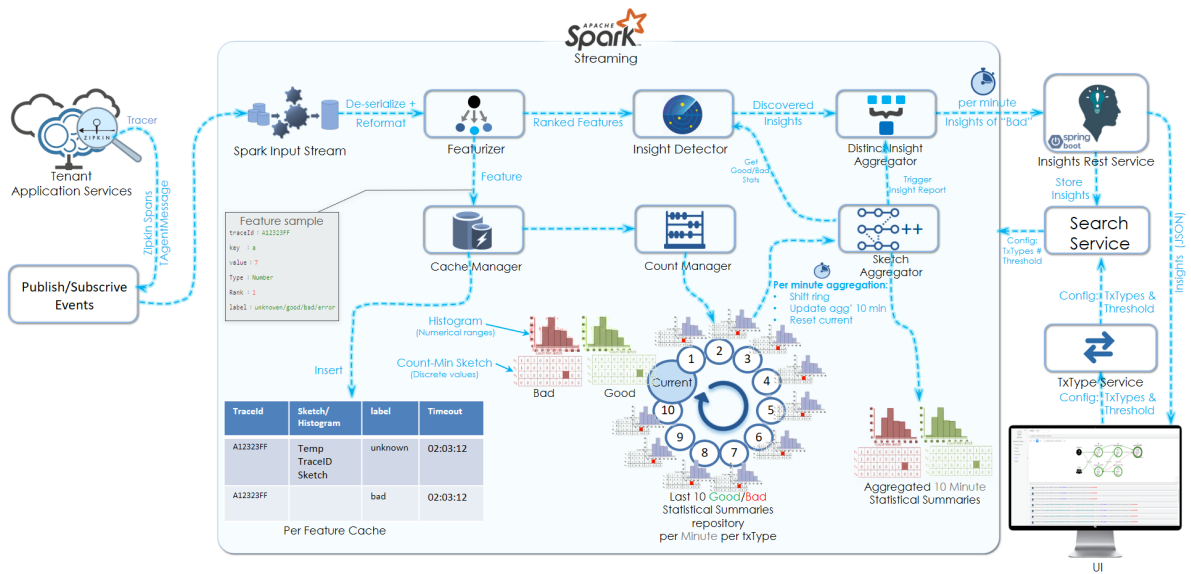 APACHE
Spark
Streaming
ZIPKIN
Tracer
Tenant
Application Services
Zipkin Spans
TAgentMessage
Publish/Subscrive
Events
Spark Input Stream
De-serialize +
Reformat
Featurizer
Ranked Features
Insight Detector
Discovered
Insights
Distinct Insight
Aggregator
per minute
Insights of "Bad"
spring
boot
Insights Rest Service
Feature
Get
Good/Bad
Stats
Trigger
Insight Report
Store
Insights
Insights (JSON)
Feature sample
traceId : A12323FF
key : a
value : 7
Type : Number
Rank : 1
label : unknown/good/bad/error
Cache Manager
Count Manager
++
Sketch
Aggregator
Config:
TxTypes #
Threshold
Search
Service
Per minute aggregation:
• Shift ring
• Update agg' 10 min
• Reset current
Config: TxTypes &
Threshold
TxType Service
Config: TxTypes &
Threshold
Insert
Histogram
(Numerical ranges)
Count-Min Sketch
(Discrete values)
Bad
Good
Current
1
2
3
4
5
6
7
8
9
10
TraceId
Sketch/
Histogram
label
Timeout
A12323FF
Temp
TraceID
Sketch
unknown
02:03:12
A12323FF
bad
02:03:12
Per Feature Cache
Last 10 Good/Bad
Statistical Summaries
repository
per Minute per txType
Aggregated 10 Minute
Statistical Summaries
UI